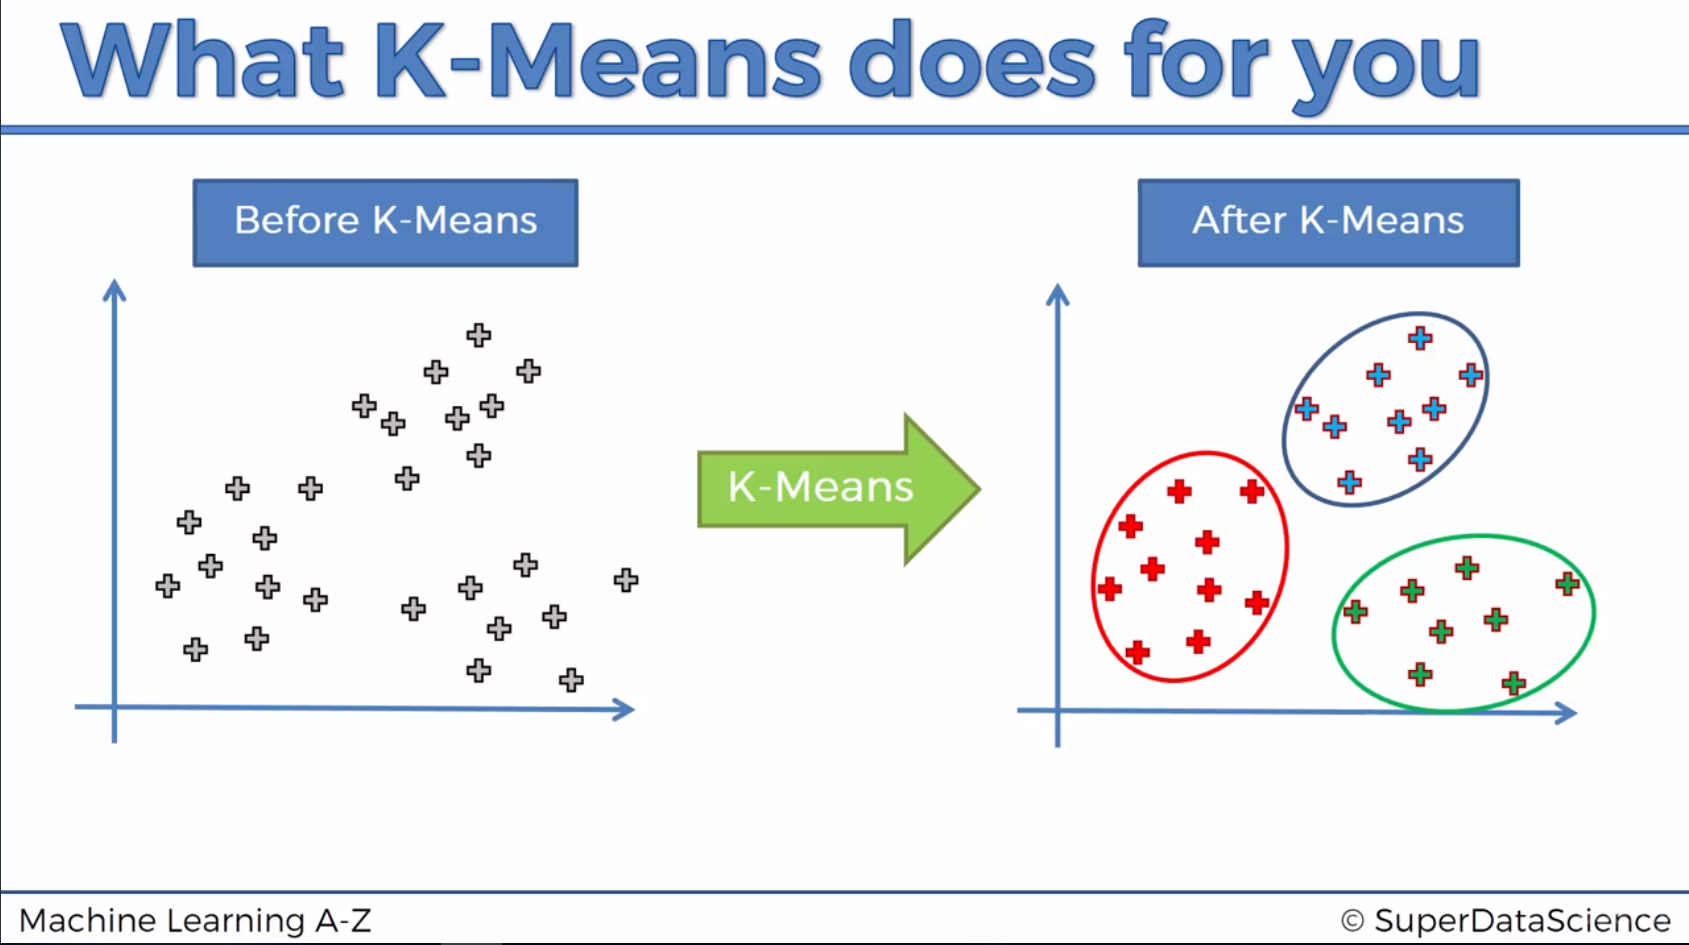 What K-Means does for you
Before K-Means
After K-Means
K-Means
Machine Learning A-Z
© SuperDataScience